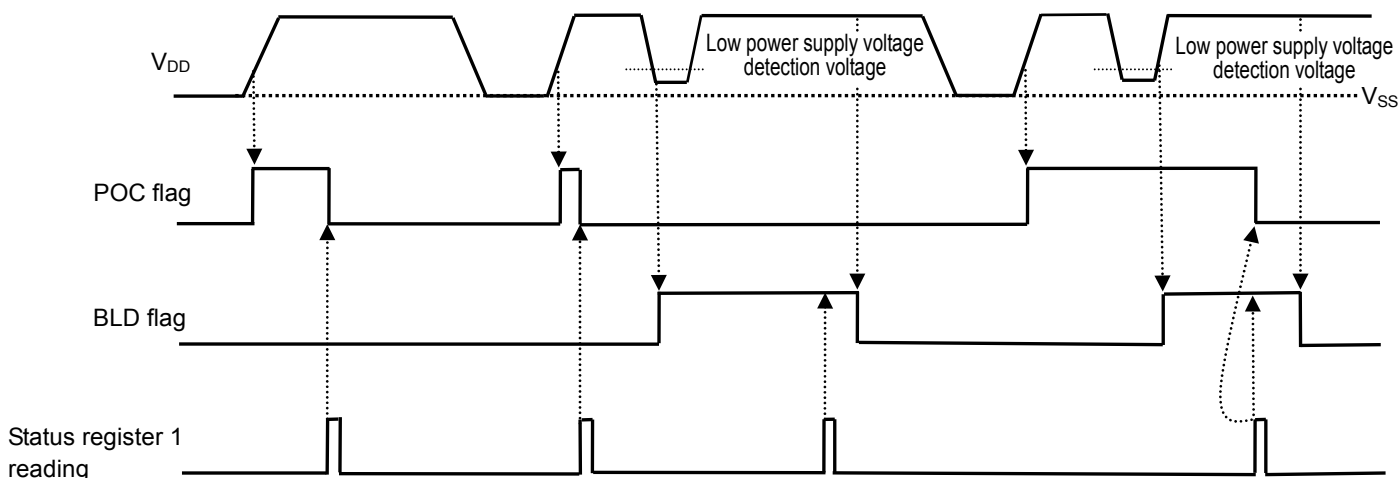 Low power supply voltage
detection voltage
Low power supply voltage
detection voltage
VDD
VSS
POC flag
BLD flag
Status register 1
reading